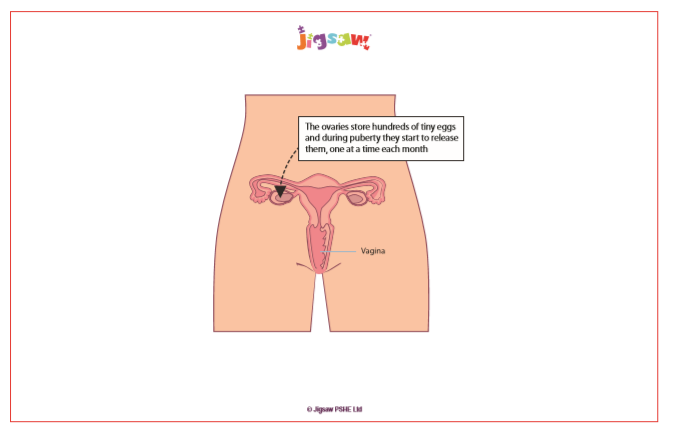 jigsaw
The ovaries store hundreds of tiny eggs
and during puberty they start to release
them, one at a time each month
Vagina
© Jigsaw PSHE Ltd